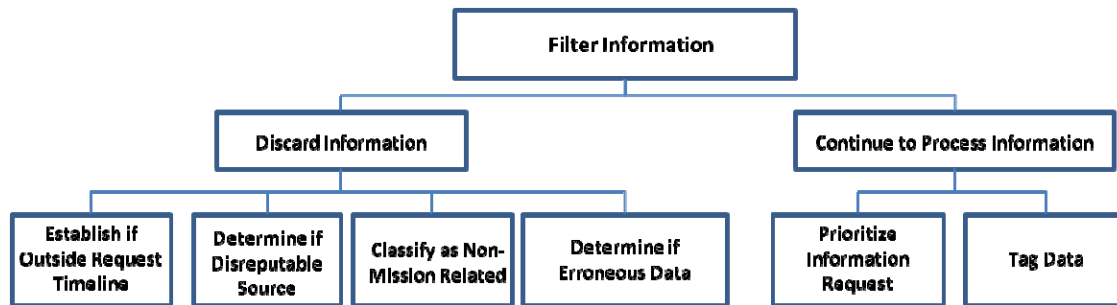 Filter Information
Discard Information
Continue to Process Information
Establish if
Outside Request
Timeline
Determine if
Disreputable
Source
Classify as Non-
Mission Related
Determine if
Erroneous Data
Prioritize
Information
Request
Tag Data